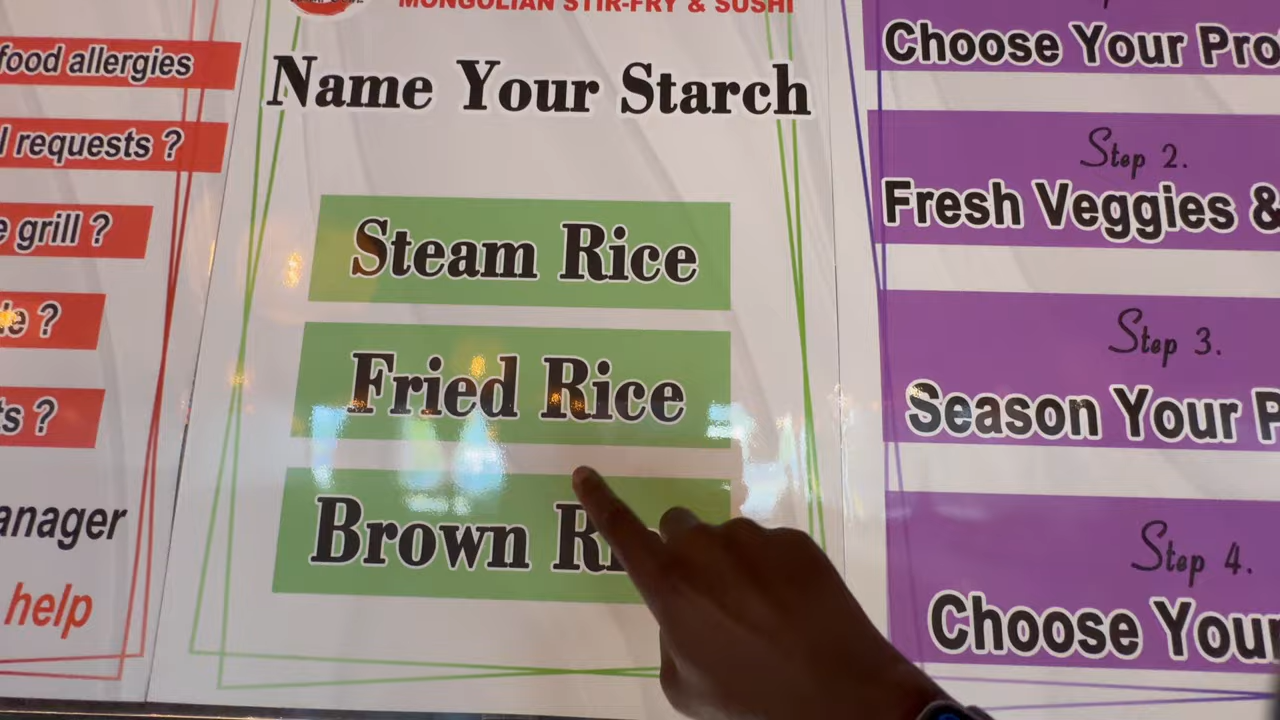 MONGOLIAN STIR-FRY & SUSHI
Name Your Starch
Steam Rice
Fried Rice
Brown
food allergies
requests ?
grill ?
?
?
help
Choose Your
Step 2.
Fresh Veggies &
Step 3.
Season Your
Step 4.
Choose Your